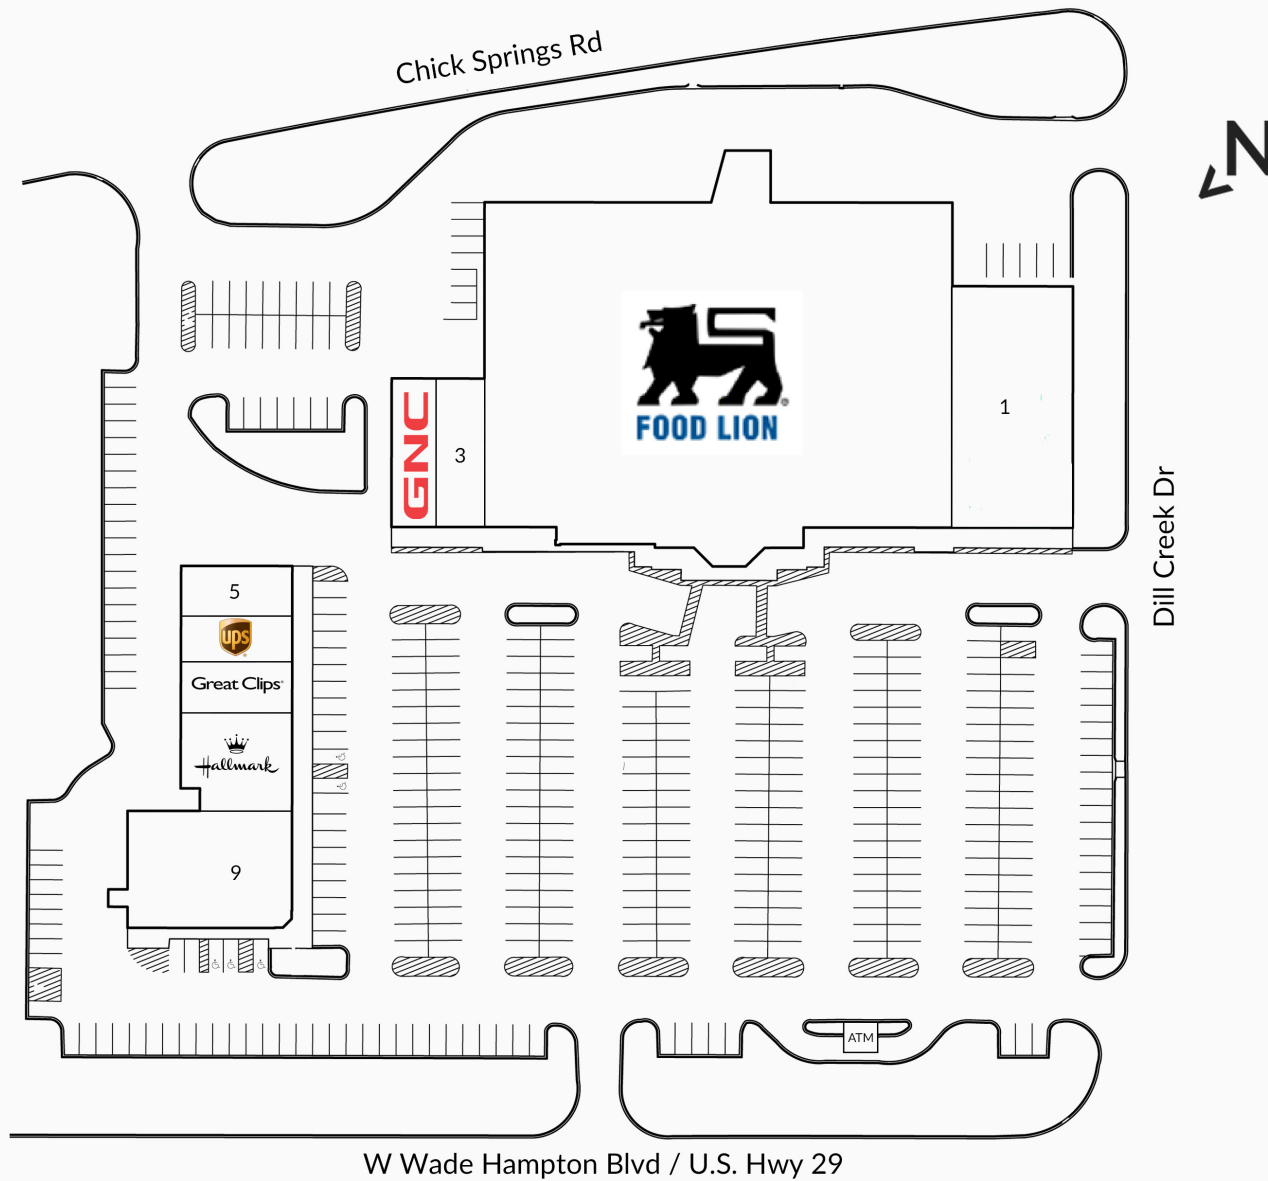 Chick Springs Rd
N
FOOD LION
GNC
3
1
Dill Creek Dr
5
ups
Great Clips
Hallmark
9
ATM
W Wade Hampton Blvd / U.S. Hwy 29